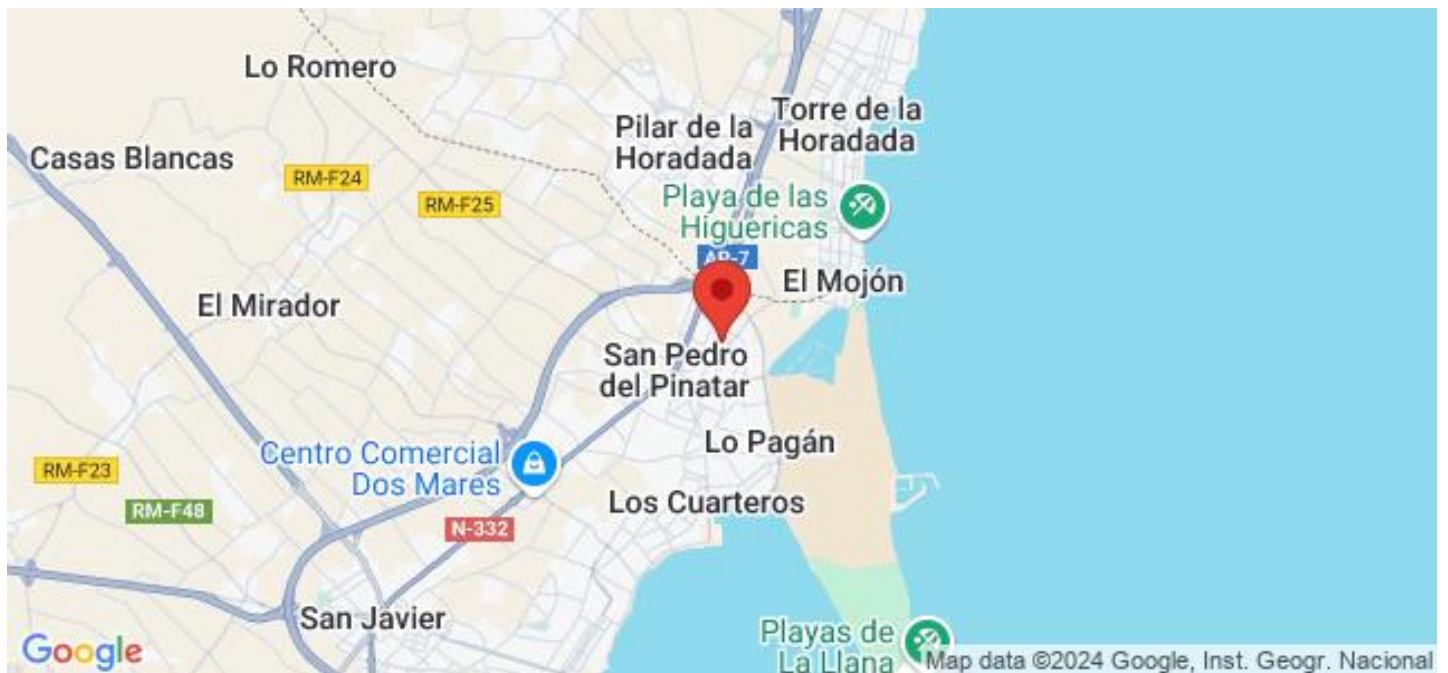 Lo Romero
Torre de la
Horadada
Pilar de la
Horadada
Casas Blancas
RM-F24
RM-F25
Playa de las
Higuericas
AP-7
El Mojón
El Mirador
San Pedro
del Pinatar
Lo Pagán
Centro Comercial
Dos Mares
RM-F23
RM-F48
Los Cuarteros
N-332
San Javier
Playas de
La Llana
Google
Map data ©2024 Google, Inst. Geogr. Nacional